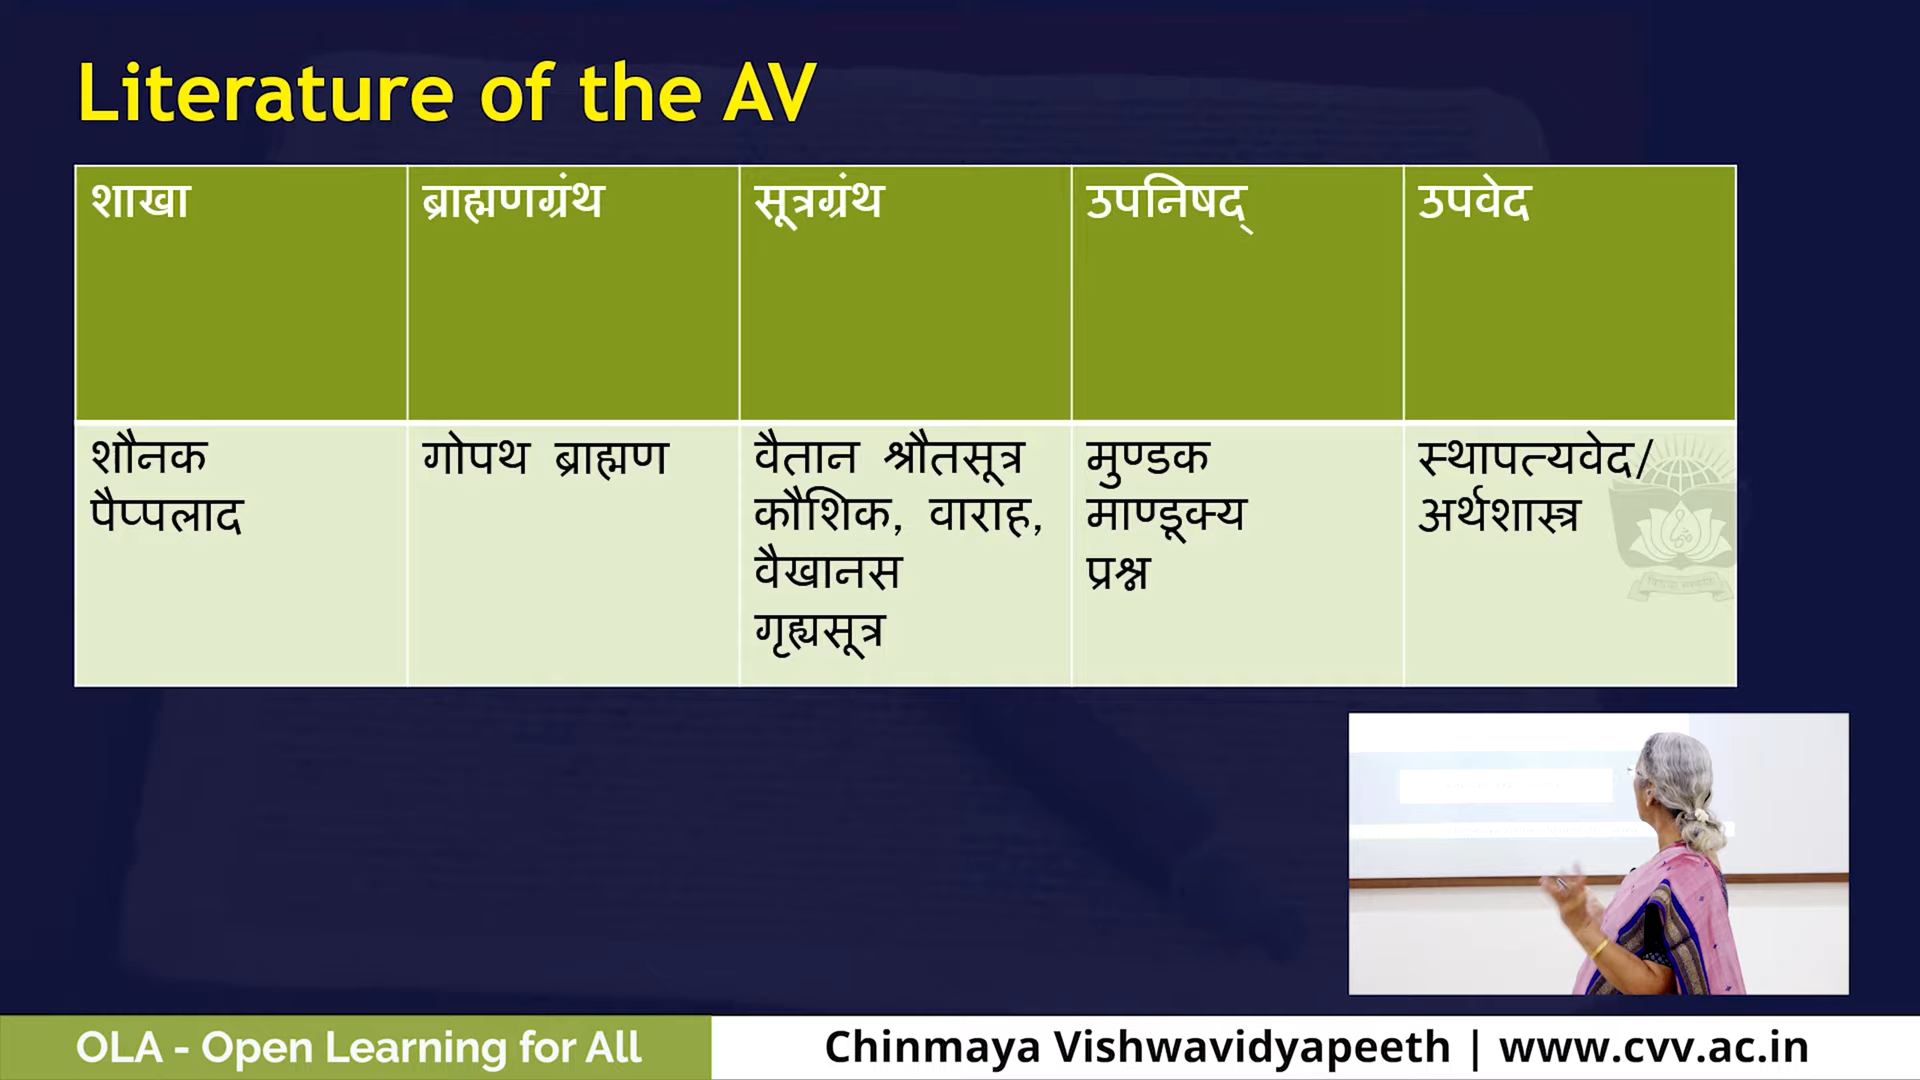 Literature of the AV
शाखा
ब्राह्मणग्रंथ
सूत्रग्रंथ
उपनिषद्
उपवेद
शौनक
पैप्पलाद
गोपथ ब्राह्मण
वैतान श्रौतसूत्र
कौशिक, वाराह,
वैखानस
गृह्यसूत्र
मुण्डक
माण्डूक्य
प्रश्न
स्थापत्यवेद/
अर्थशास्त्र
OLA - Open Learning for All
Chinmaya Vishwavidyapeeth | www.cvv.ac.in